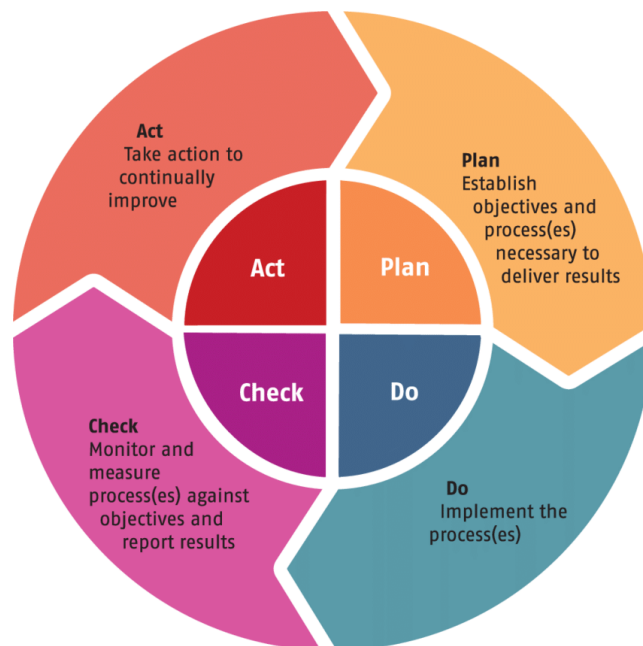 Act
Take action to
continually
improve
Plan
Establish
objectives and
process(es)
necessary to
deliver results
Act
Plan
Check
Do
Check
Monitor and
measure
process(es) against
objectives and
report results
Do
Implement the
process(es)